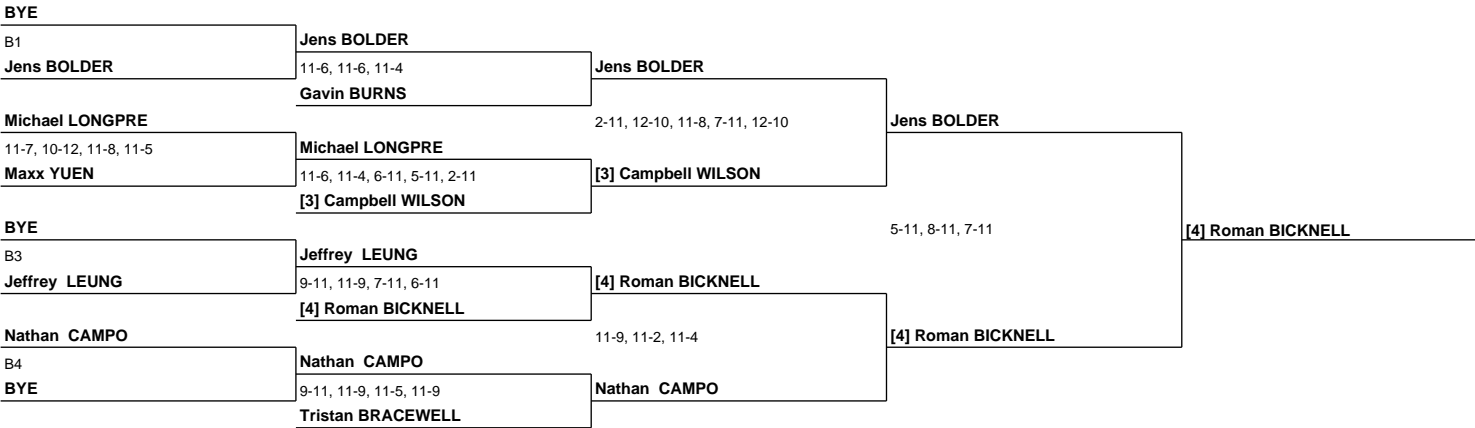 BYE
B1
Jens BOLDER
Michael LONGPRE
11-7, 10-12, 11-8, 11-5
Maxx YUEN
BYE
B3
Jeffrey LEUNG
Nathan CAMPO
B4
BYE
Jens BOLDER
11-6, 11-6, 11-4
Gavin BURNS
Michael LONGPRE
11-6, 11-4, 6-11, 5-11, 2-11
[3] Campbell WILSON
Jeffrey LEUNG
9-11, 11-9, 7-11, 6-11
[4] Roman BICKNELL
Nathan CAMPO
9-11, 11-9, 11-5, 11-9
Tristan BRACEWELL
Jens BOLDER
2-11, 12-10, 11-8, 7-11, 12-10
[3] Campbell WILSON
[4] Roman BICKNELL
11-9, 11-2, 11-4
Nathan CAMPO
Jens BOLDER
5-11, 8-11, 7-11
[4] Roman BICKNELL
[4] Roman BICKNELL